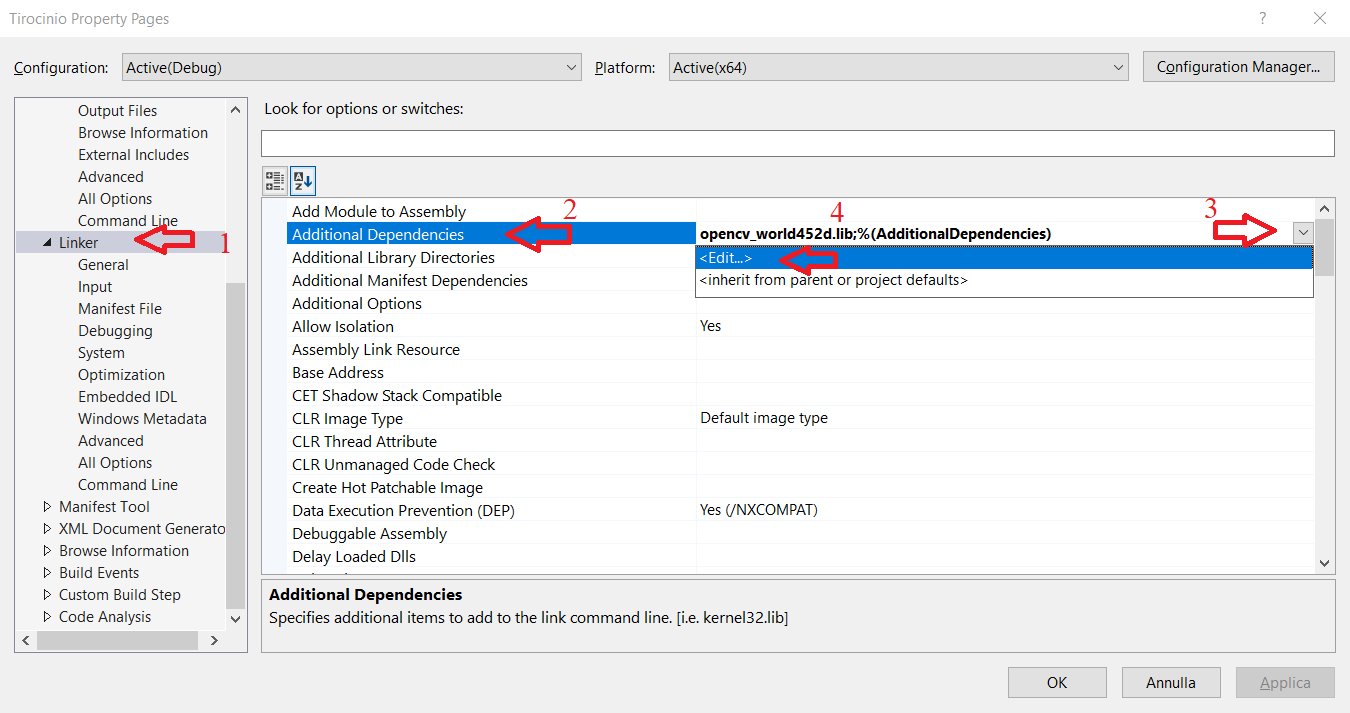 Tirocinio Property Pages
?
Configuration:
Active(Debug)
Platform:
Active(x64)
Configuration Manager...
Output Files
Browse Information
External Includes
Advanced
All Options
Command Line
Linker
1
General
Input
Manifest File
Debugging
System
Optimization
Embedded IDL
Windows Metadata
Advanced
All Options
Command Line
Manifest Tool
XML Document Generato
Browse Information
Build Events
Custom Build Step
Code Analysis
Look for options or switches:
Add Module to Assembly
2
4
3
Additional Dependencies
opencv_world452d.lib;%(AdditionalDependencies)
Additional Library Directories
<Edit...>
Additional Manifest Dependencies
<inherit from parent or project defaults>
Additional Options
Allow Isolation
Yes
Assembly Link Resource
Base Address
CET Shadow Stack Compatible
CLR Image Type
Default image type
CLR Thread Attribute
CLR Unmanaged Code Check
Create Hot Patchable Image
Data Execution Prevention (DEP)
Yes (/NXCOMPAT)
Debuggable Assembly
Delay Loaded Dlls
Additional Dependencies
Specifies additional items to add to the link command line. [i.e. kernel32.lib]
OK
Annulla
Applica